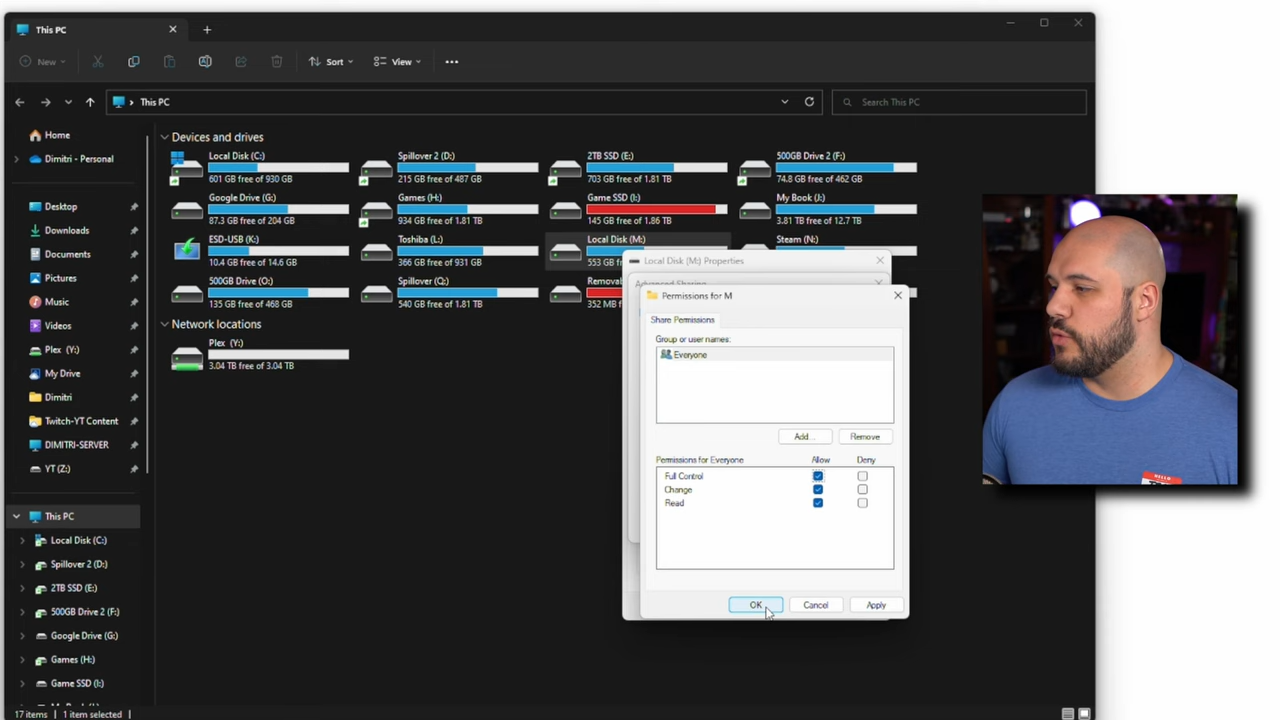 This PC
New
Sort
View
This PC
Search This PC
Home
Dimitri - Personal
Desktop
Downloads
Documents
Pictures
Music
Videos
Plex (Y:)
My Drive
Dimitri
Twitch-YT Content
DIMITRI-SERVER
YT (Z:)
This PC
Local Disk (C:)
Spillover 2 (D:)
2TB SSD (E:)
500GB Drive 2 (F:)
Google Drive (G:)
Games (H:)
Game SSD (I:)
Devices and drives
Local Disk (C:)
601 GB free of 930 GB
Spillover 2 (D:)
215 GB free of 487 GB
2TB SSD (E:)
703 GB free of 1.81 TB
500GB Drive 2 (F:)
74.8 GB free of 462 GB
Google Drive (G:)
87.3 GB free of 204 GB
Games (H:)
934 GB free of 1.81 TB
Game SSD (I:)
145 GB free of 1.86 TB
My Book (J:)
3.81 TB free of 12.7 TB
ESD-USB (K:)
10.4 GB free of 14.6 GB
Toshiba (L:)
366 GB free of 931 GB
Local Disk (M:)
553 GB
Steam (N:)
500GB Drive (O:)
135 GB free of 468 GB
Spillover (Q:)
540 GB free of 1.81 TB
352 MB
Network locations
Plex (Y:)
3.04 TB free of 3.04 TB
Local Disk (M:) Properties
Advanced Sharing
Permissions for M
Share Permissions
Group or user names:
Everyone
Add...
Remove
Permissions for Everyone
Allow
Deny
Full Control
Change
Read
OK
Cancel
Apply
HELLO
17 items
1 item selected